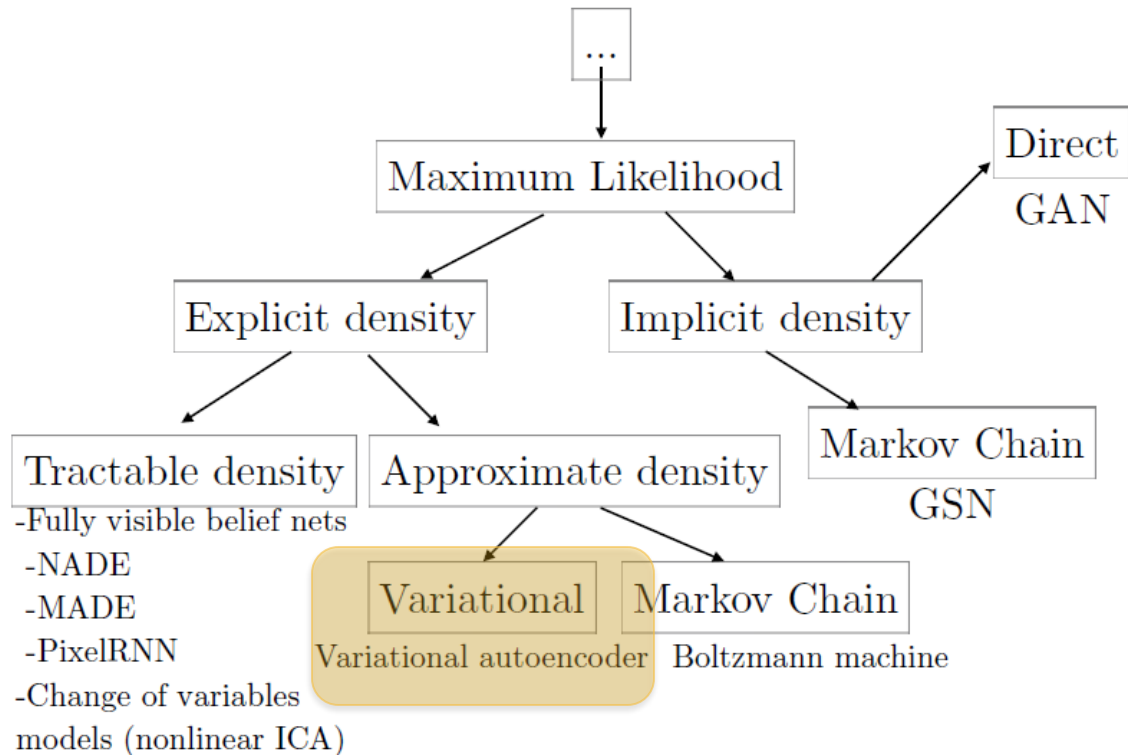 ...
Maximum Likelihood
Direct
GAN
Explicit density
Implicit density
Tractable density
Approximate density
Markov Chain
GSN
-Fully visible belief nets
-NADE
-MADE
-PixelRNN
-Change of variables
models (nonlinear ICA)
Variational
Variational autoencoder
Markov Chain
Boltzmann machine